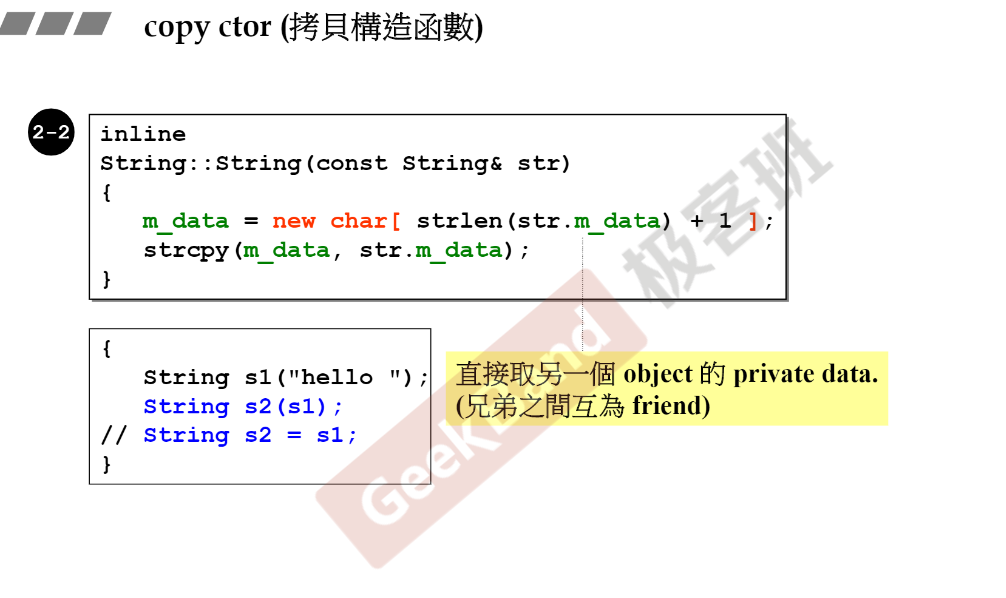 copy ctor (拷貝構造函數)
2-2
inline
String::String(const String& str)
{
   m_data = new char[ strlen(str.m_data) + 1 ];
   strcpy(m_data, str.m_data);
}
{
   String s1("hello ");
   String s2(s1);
// String s2 = s1;
}
直接取另一個 object 的 private data.
(兄弟之間互為 friend)
GeekBand 极客班